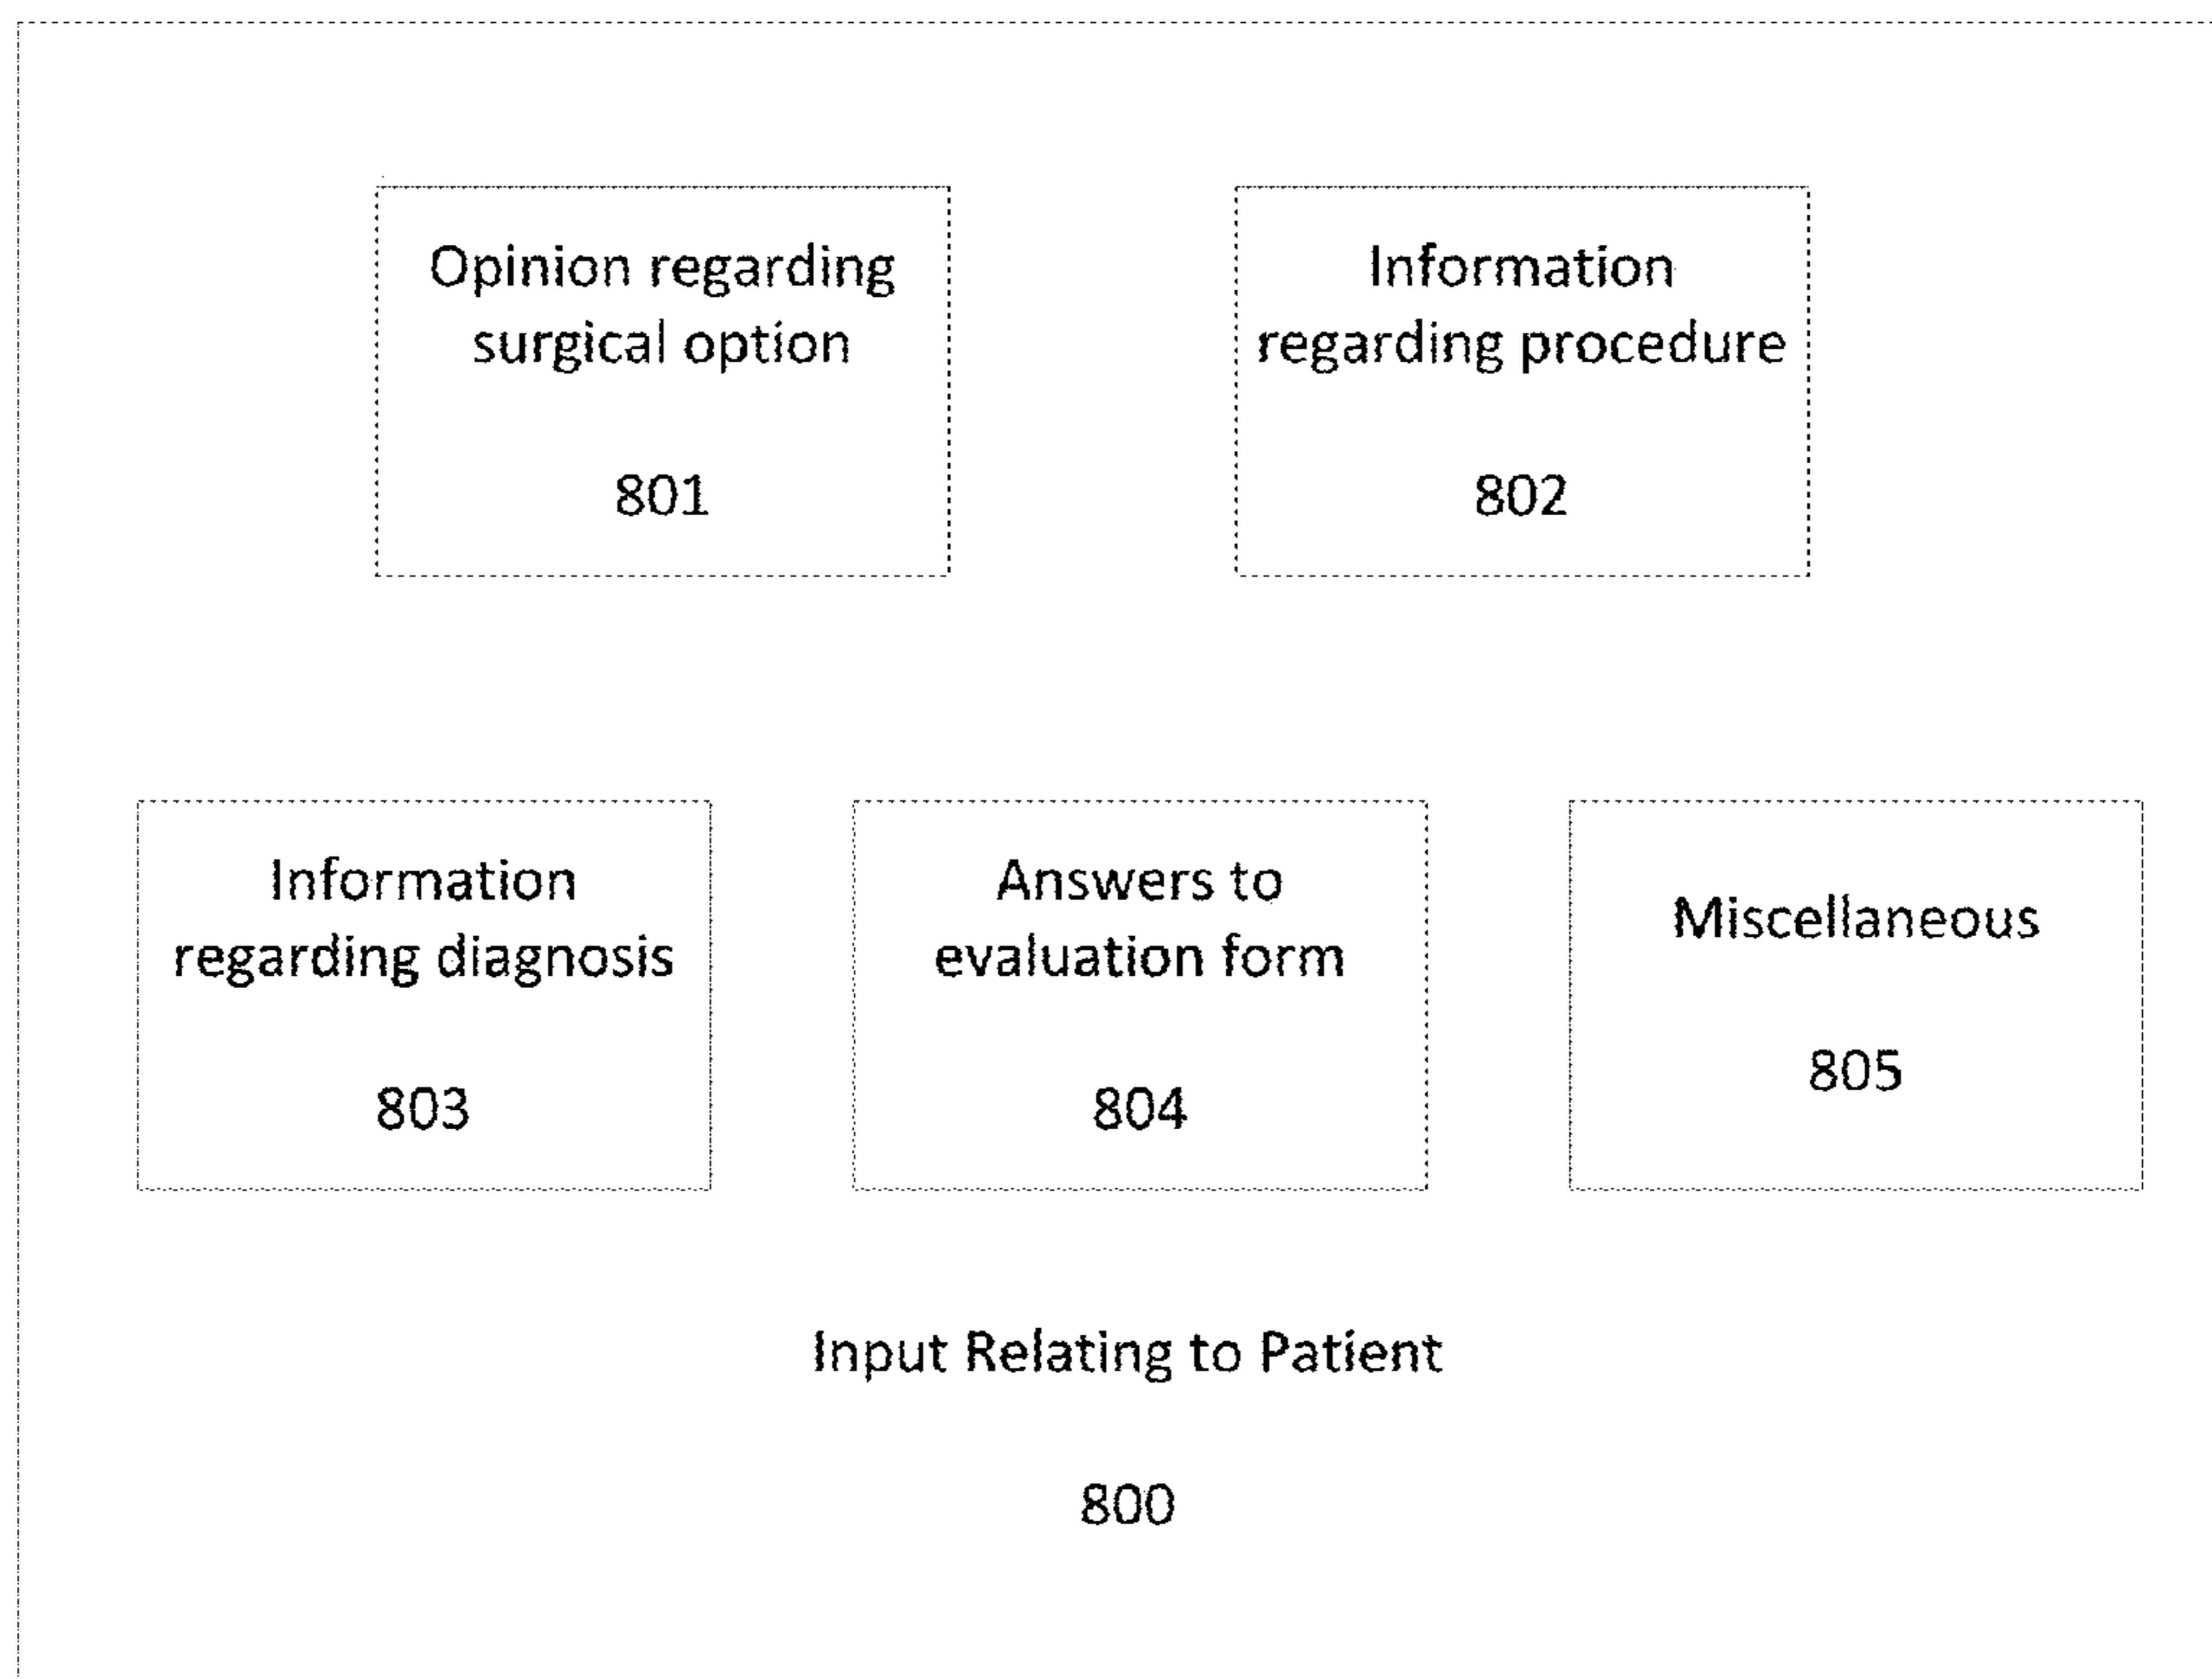 Opinion regarding
surgical option
801
Information
regarding procedure
802
Information
regarding diagnosis
803
Answers to
evaluation form
804
Miscellaneous
805
Input Relating to Patient
800